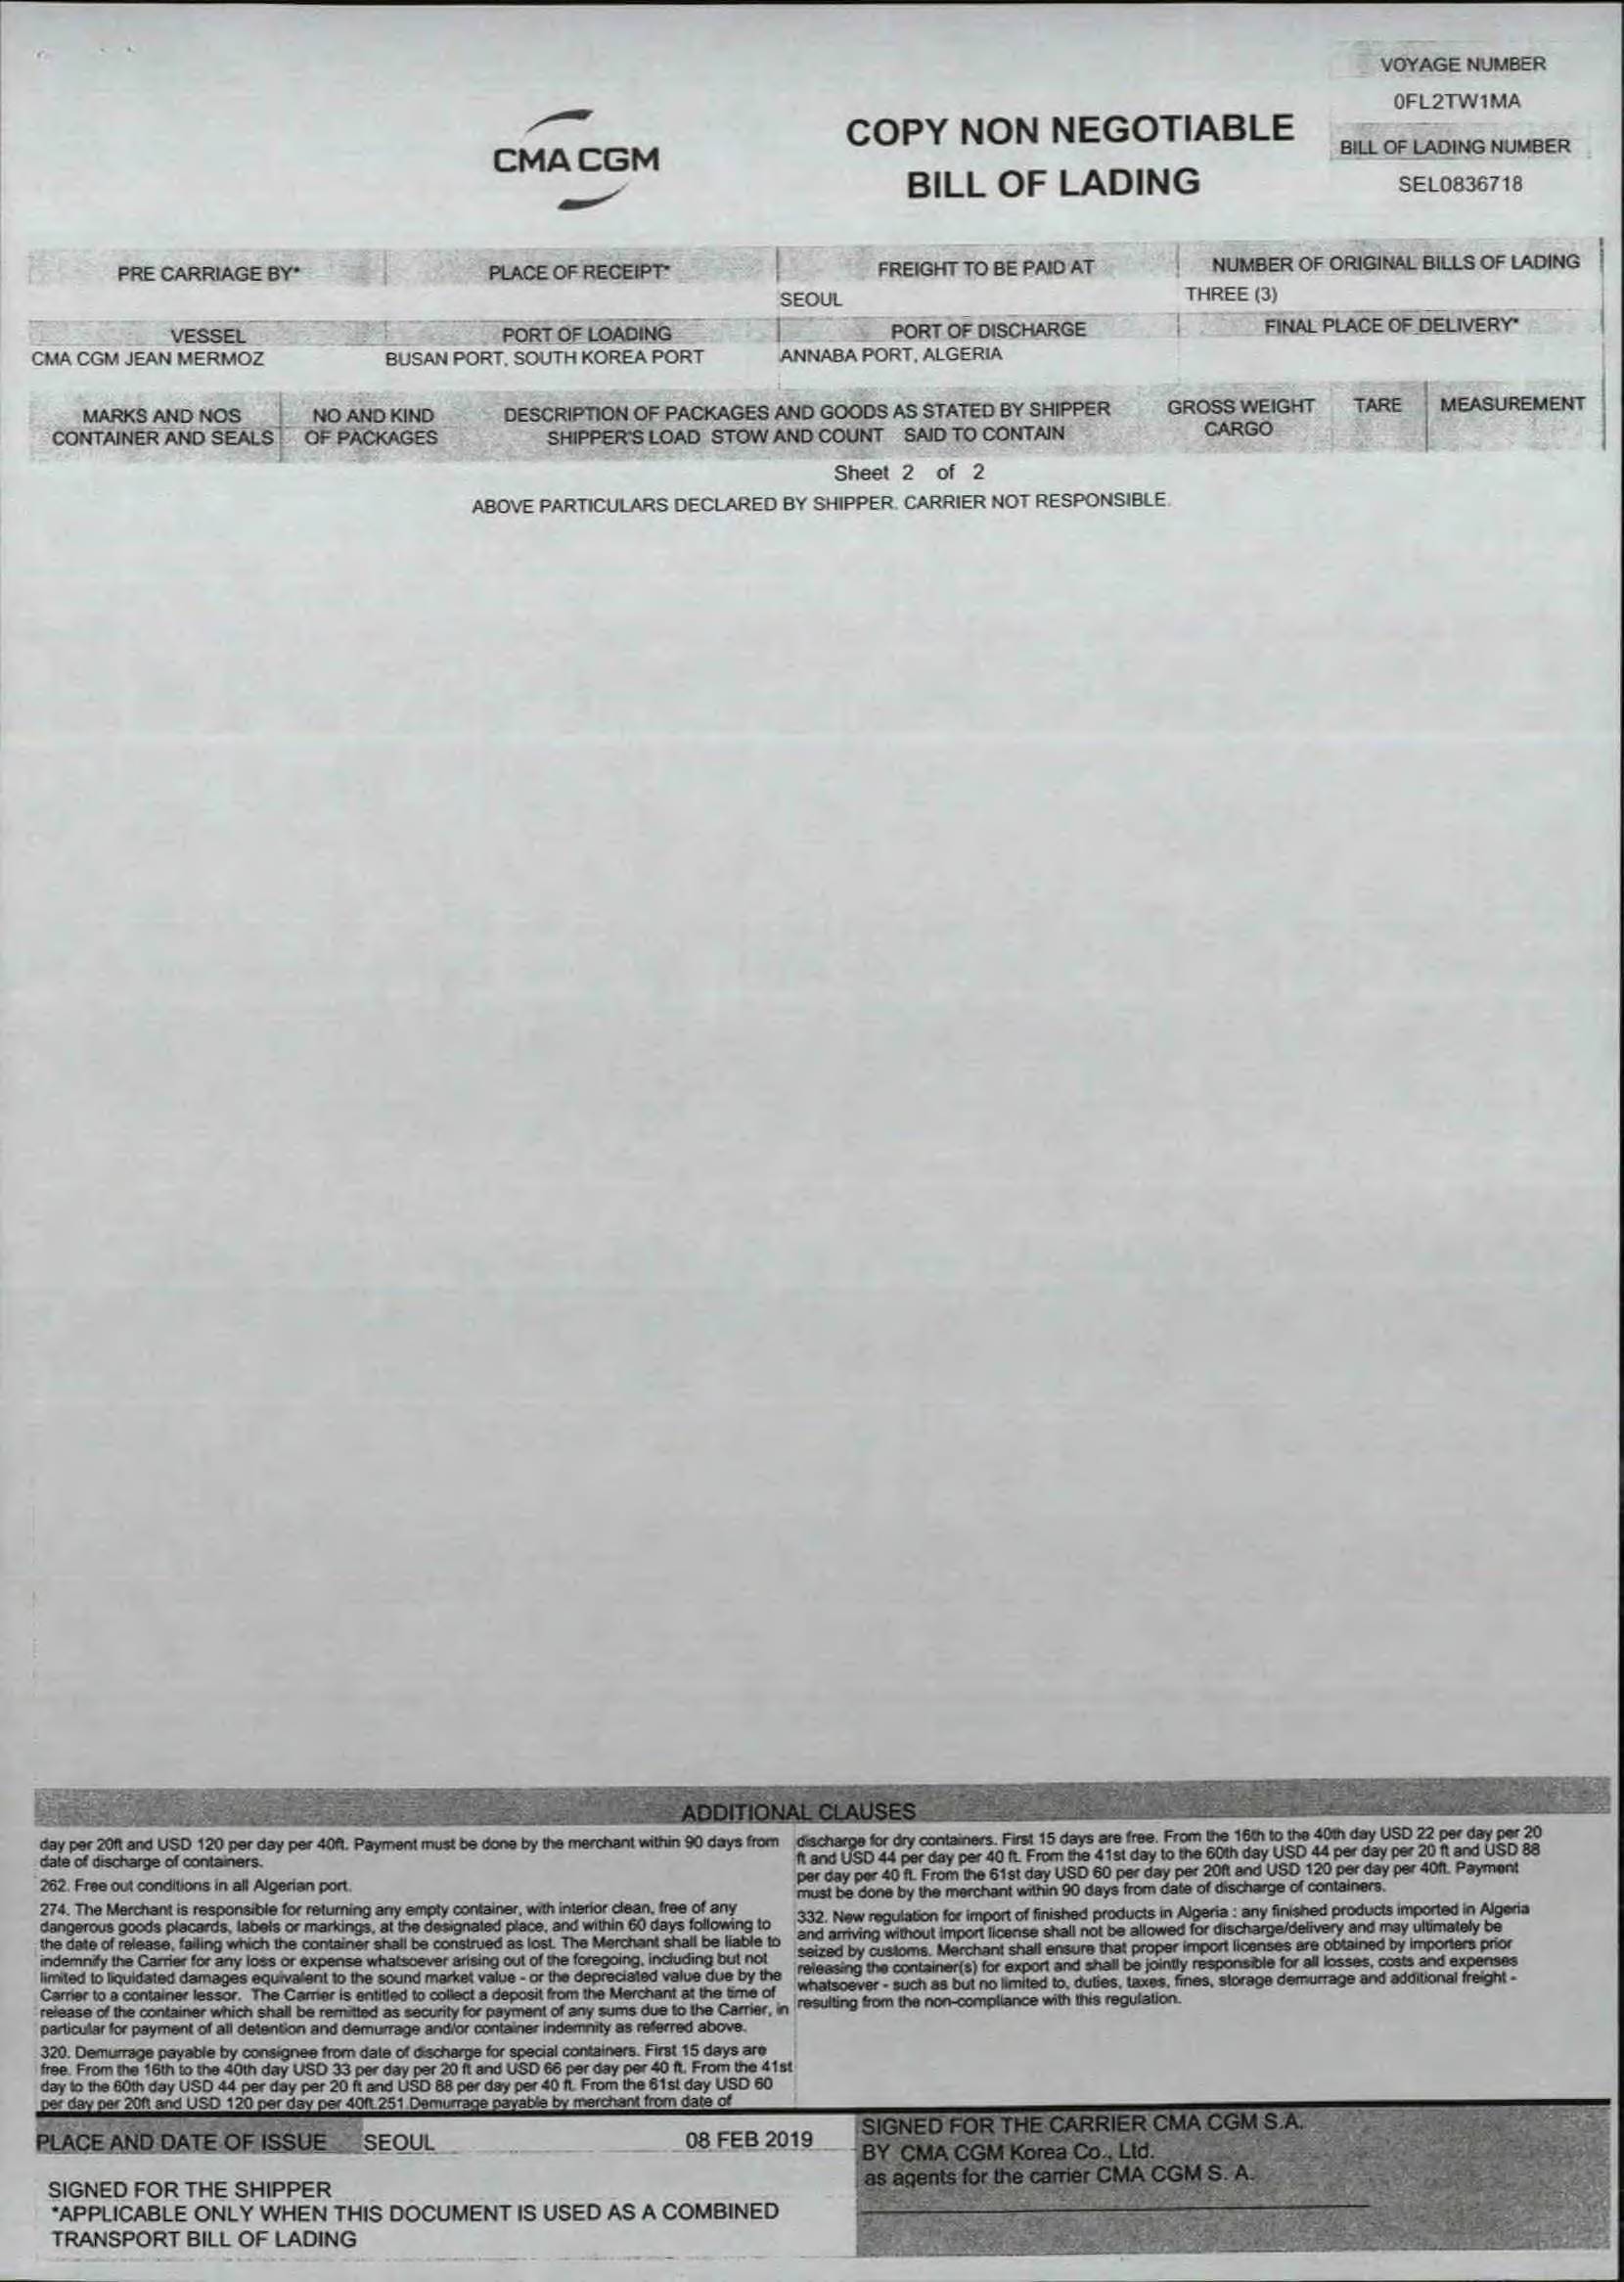 VOYAGE NUMBER
0FL2TW1MA
CMA CGM
COPY NON NEGOTIABLE
BILL OF LADING
BILL OF LADING NUMBER
SEL0836718
PRE CARRIAGE BY*
PLACE OF RECEIPT*
FREIGHT TO BE PAID AT
NUMBER OF ORIGINAL BILLS OF LADING
SEOUL
THREE (3)
VESSEL
PORT OF LOADING
PORT OF DISCHARGE
FINAL PLACE OF DELIVERY*
CMA CGM JEAN MERMOZ
BUSAN PORT, SOUTH KOREA PORT
ANNABA PORT, ALGERIA
MARKS AND NOS
CONTAINER AND SEALS
NO AND KIND
OF PACKAGES
DESCRIPTION OF PACKAGES AND GOODS AS STATED BY SHIPPER
SHIPPER'S LOAD STOW AND COUNT SAID TO CONTAIN
GROSS WEIGHT
CARGO
TARE
MEASUREMENT
Sheet 2 of 2
ABOVE PARTICULARS DECLARED BY SHIPPER. CARRIER NOT RESPONSIBLE.
ADDITIONAL CLAUSES
day per 20ft and USD 120 per day per 40ft. Payment must be done by the merchant within 90 days from
date of discharge of containers.
262. Free out conditions in all Algerian port.
274. The Merchant is responsible for returning any empty container, with interior clean, free of any
dangerous goods placards, labels or markings, at the designated place, and within 60 days following to
the date of release, failing which the container shall be construed as lost. The Merchant shall be liable to
indemnify the Carrier for any loss or expense whatsoever arising out of the foregoing, including but not
limited to liquidated damages equivalent to the sound market value - or the depreciated value due by the
Carrier to a container lessor. The Carrier is entitled to collect a deposit from the Merchant at the time of
release of the container which shall be remitted as security for payment of any sums due to the Carrier, in
particular for payment of all detention and demurrage and/or container indemnity as referred above.
320. Demurrage payable by consignee from date of discharge for special containers. First 15 days are
free. From the 16th to the 40th day USD 33 per day per 20 ft and USD 66 per day per 40 ft. From the 41st
day to the 60th day USD 44 per day per 20 ft and USD 88 per day per 40 ft. From the 61st day USD 60
per day per 20ft and USD 120 per day per 40ft.251.Demurrage payable by merchant from date of
discharge for dry containers. First 15 days are free. From the 16th to the 40th day USD 22 per day per 20
ft and USD 44 per day per 40 ft. From the 41st day to the 60th day USD 44 per day per 20 ft and USD 88
per day per 40 ft. From the 61st day USD 60 per day per 20ft and USD 120 per day per 40ft. Payment
must be done by the merchant within 90 days from date of discharge of containers.
332. New regulation for import of finished products in Algeria : any finished products imported in Algeria
and arriving without import license shall not be allowed for discharge/delivery and may ultimately be
seized by customs. Merchant shall ensure that proper import licenses are obtained by importers prior
releasing the container(s) for export and shall be jointly responsible for all losses, costs and expenses
whatsoever - such as but no limited to, duties, taxes, fines, storage demurrage and additional freight -
resulting from the non-compliance with this regulation.
PLACE AND DATE OF ISSUE SEOUL 08 FEB 2019
SIGNED FOR THE SHIPPER
*APPLICABLE ONLY WHEN THIS DOCUMENT IS USED AS A COMBINED
TRANSPORT BILL OF LADING
SIGNED FOR THE CARRIER CMA CGM S.A.
BY CMA CGM Korea Co., Ltd.
as agents for the carrier CMA CGM S. A.